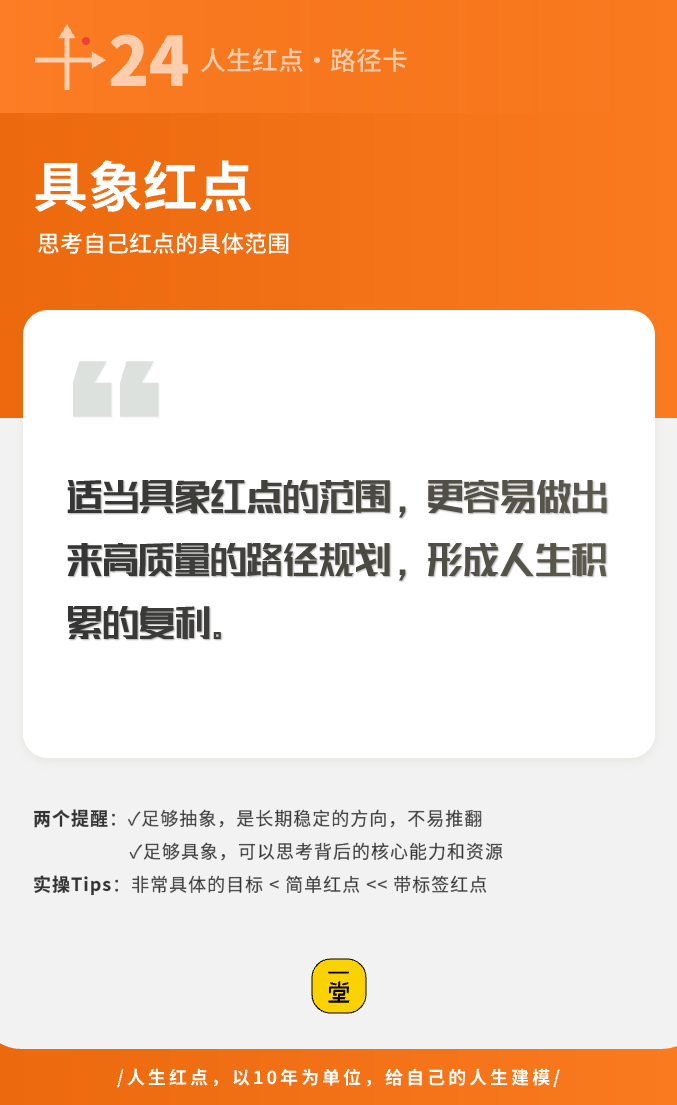 24 人生红点·路径卡
具象红点
思考自己红点的具体范围
适当具象红点的范围，更容易做出
来高质量的路径规划，形成人生积
累的复利。
两个提醒：✓足够抽象，是长期稳定的方向，不易推翻
✓足够具象，可以思考背后的核心能力和资源
实操Tips：非常具体的目标 < 简单红点 << 带标签红点
一堂
/人生红点，以10年为单位，给自己的人生建模/